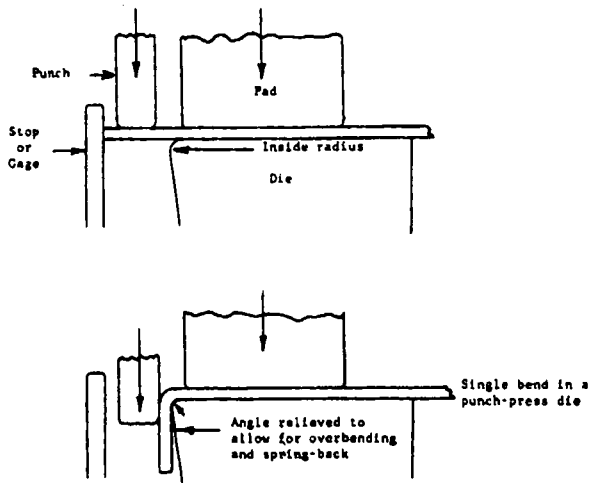 Punch
Pad
Stop
or
Gage
Inside radius
Die
Single bend in a
punch-press die
Angle relieved to
allow for overbending
and spring-back